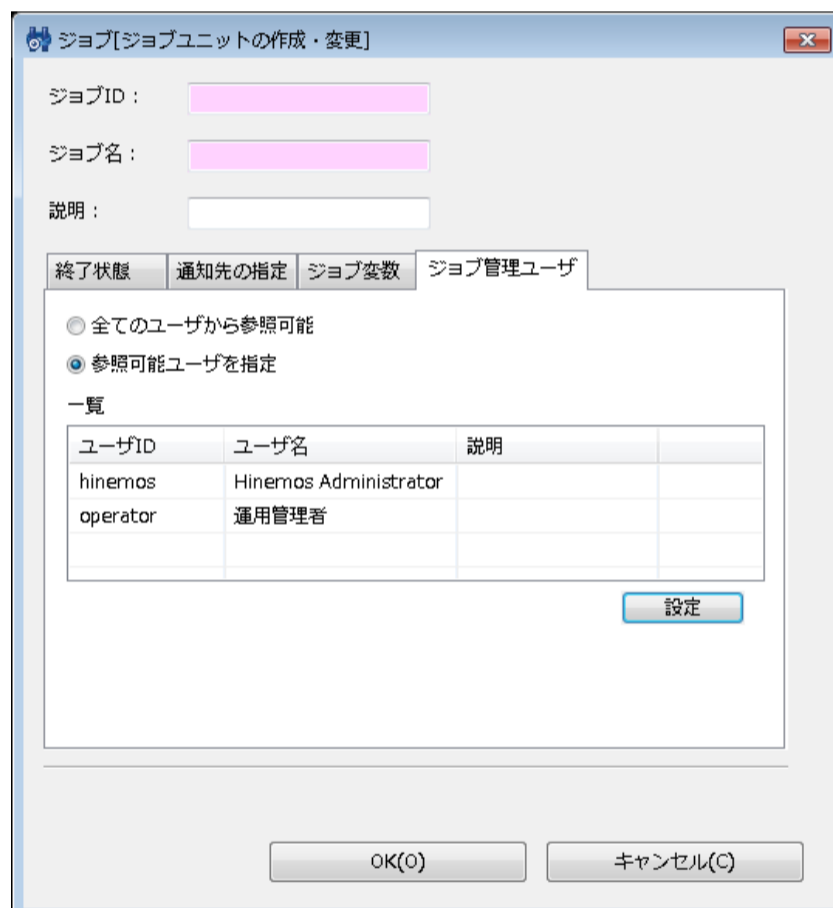 ジョブ[ジョブユニットの作成・変更]
ジョブID：
ジョブ名：
説明：
終了状態 通知先の指定 ジョブ変数 ジョブ管理ユーザ
全てのユーザから参照可能
参照可能ユーザを指定
一覧
ユーザID ユーザ名 説明
hinemos Hinemos Administrator
operator 運用管理者
設定
OK(O) キャンセル(C)